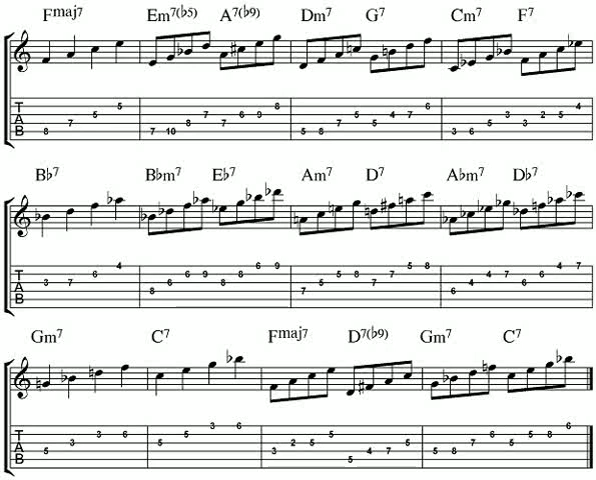 Fmaj7 Em7(♭5) A7(♭9) Dm7 G7 Cm7 F7
8 7 5 5 7 10 8 7 7 6 9 8 5 8 7 5 5 4 7 6 3 6 5 3 3 2 5 4
B♭7 B♭m7 E♭7 Am7 D7 A♭m7 D♭7
3 7 6 4 8 6 6 9 8 8 6 9 7 5 5 8 7 7 5 8 6 4 4 7 6 6 4 7
Gm7 C7 Fmaj7 D7(♭9) Gm7 C7
5 3 3 6 5 5 3 6 3 2 5 5 5 4 7 5 5 8 7 6 5 5 8 6